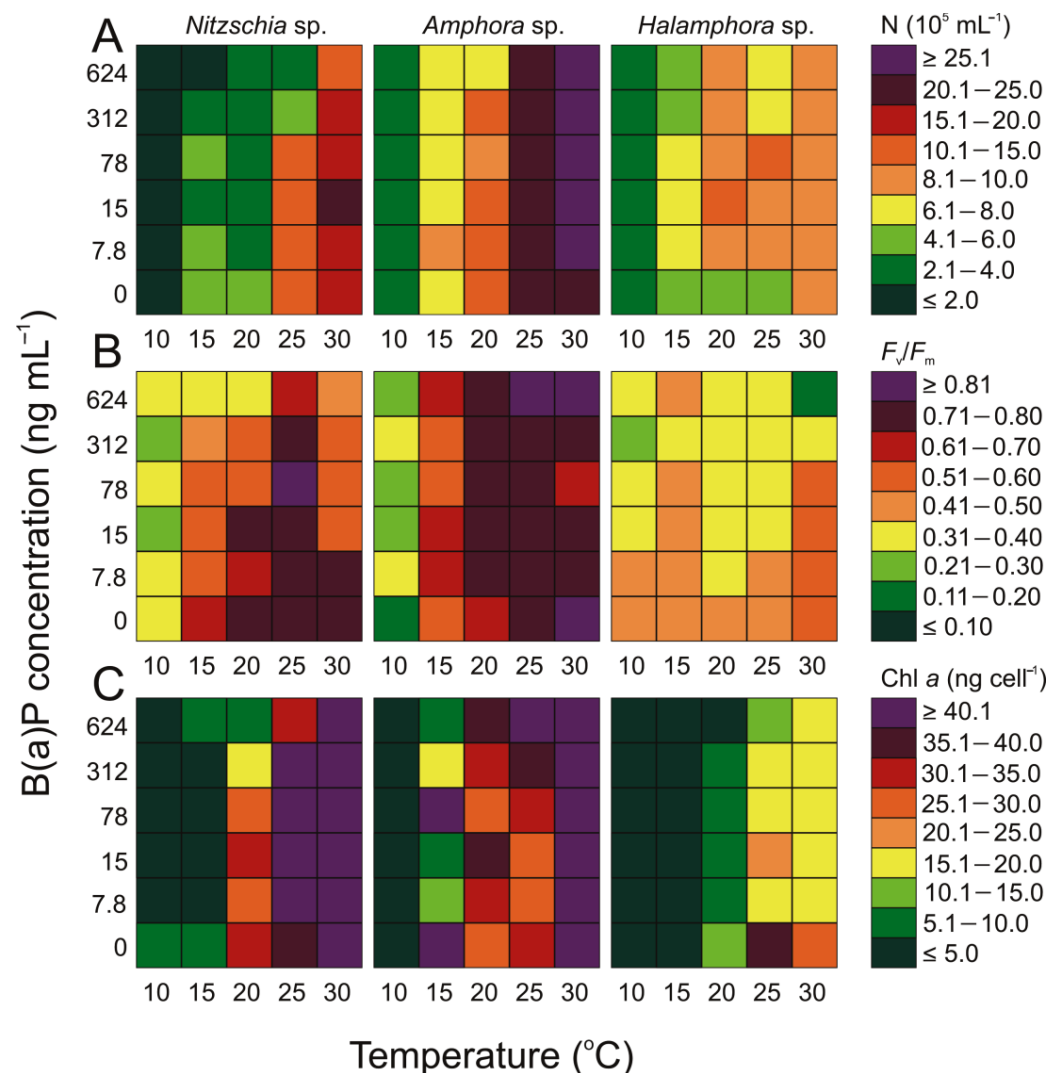 A
Nitzschia sp.
Amphora sp.
Halamphora sp.
N (10⁵ mL⁻¹)
624
312
78
15
7.8
0
10 15 20 25 30
10 15 20 25 30
10 15 20 25 30
≥ 25.1
20.1–25.0
15.1–20.0
10.1–15.0
8.1–10.0
6.1–8.0
4.1–6.0
2.1–4.0
≤ 2.0
B(a)P concentration (ng mL⁻¹)
B
Fᵥ/Fₘ
624
312
78
15
7.8
0
10 15 20 25 30
10 15 20 25 30
10 15 20 25 30
≥ 0.81
0.71–0.80
0.61–0.70
0.51–0.60
0.41–0.50
0.31–0.40
0.21–0.30
0.11–0.20
≤ 0.10
C
Chl a (ng cell⁻¹)
624
312
78
15
7.8
0
10 15 20 25 30
10 15 20 25 30
10 15 20 25 30
≥ 40.1
35.1–40.0
30.1–35.0
25.1–30.0
20.1–25.0
15.1–20.0
10.1–15.0
5.1–10.0
≤ 5.0
Temperature (°C)